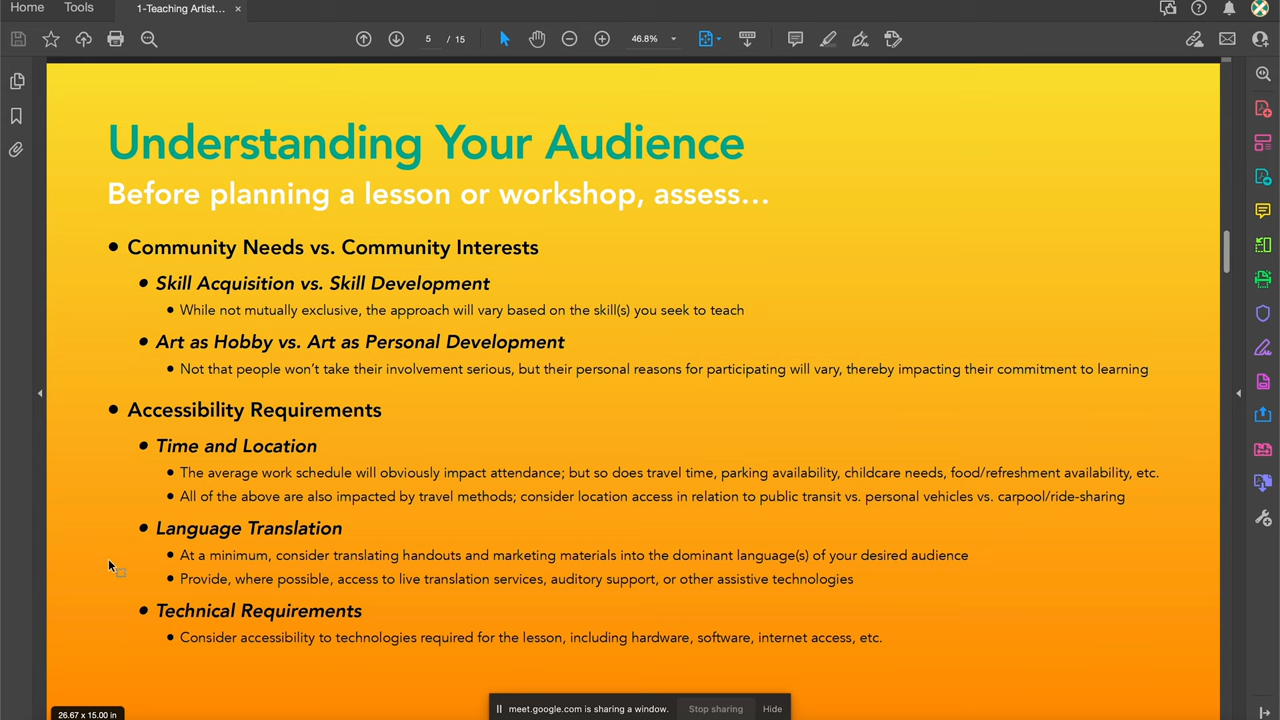 Home Tools 1-Teaching Artist... ×
5 / 15 46.8%
Understanding Your Audience
Before planning a lesson or workshop, assess…
• Community Needs vs. Community Interests
• Skill Acquisition vs. Skill Development
• While not mutually exclusive, the approach will vary based on the skill(s) you seek to teach
• Art as Hobby vs. Art as Personal Development
• Not that people won’t take their involvement serious, but their personal reasons for participating will vary, thereby impacting their commitment to learning
• Accessibility Requirements
• Time and Location
• The average work schedule will obviously impact attendance; but so does travel time, parking availability, childcare needs, food/refreshment availability, etc.
• All of the above are also impacted by travel methods; consider location access in relation to public transit vs. personal vehicles vs. carpool/ride-sharing
• Language Translation
• At a minimum, consider translating handouts and marketing materials into the dominant language(s) of your desired audience
• Provide, where possible, access to live translation services, auditory support, or other assistive technologies
• Technical Requirements
• Consider accessibility to technologies required for the lesson, including hardware, software, internet access, etc.
26.67 x 15.00 in
meet.google.com is sharing a window. Stop sharing Hide